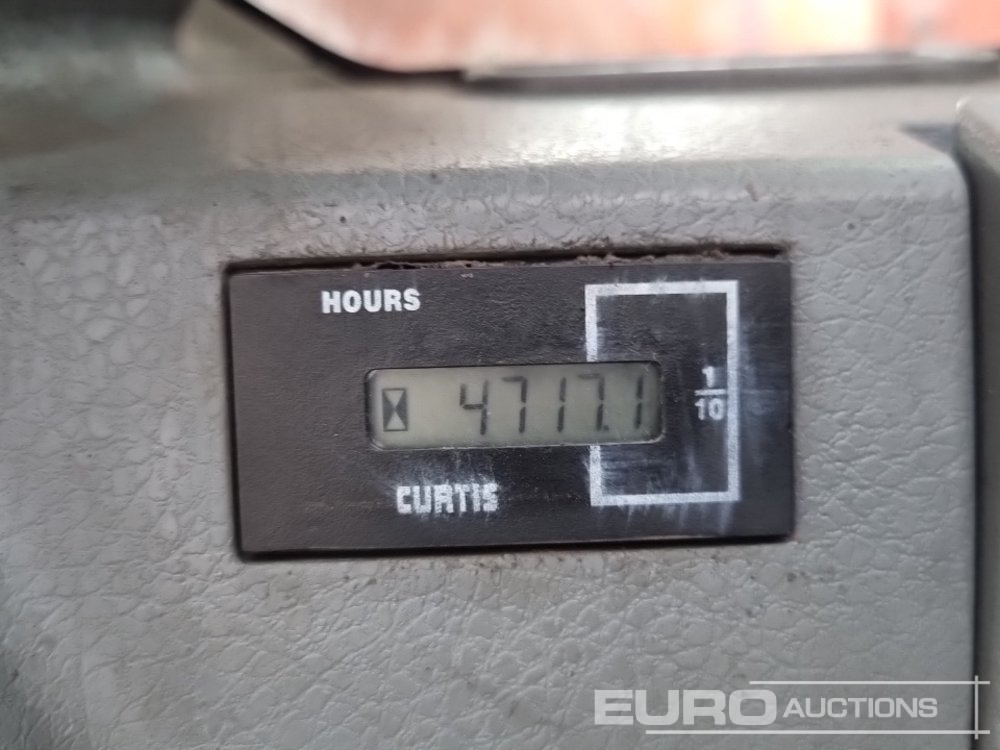 HOURS
4717.1
1
10
CURTIS
EURO AUCTIONS